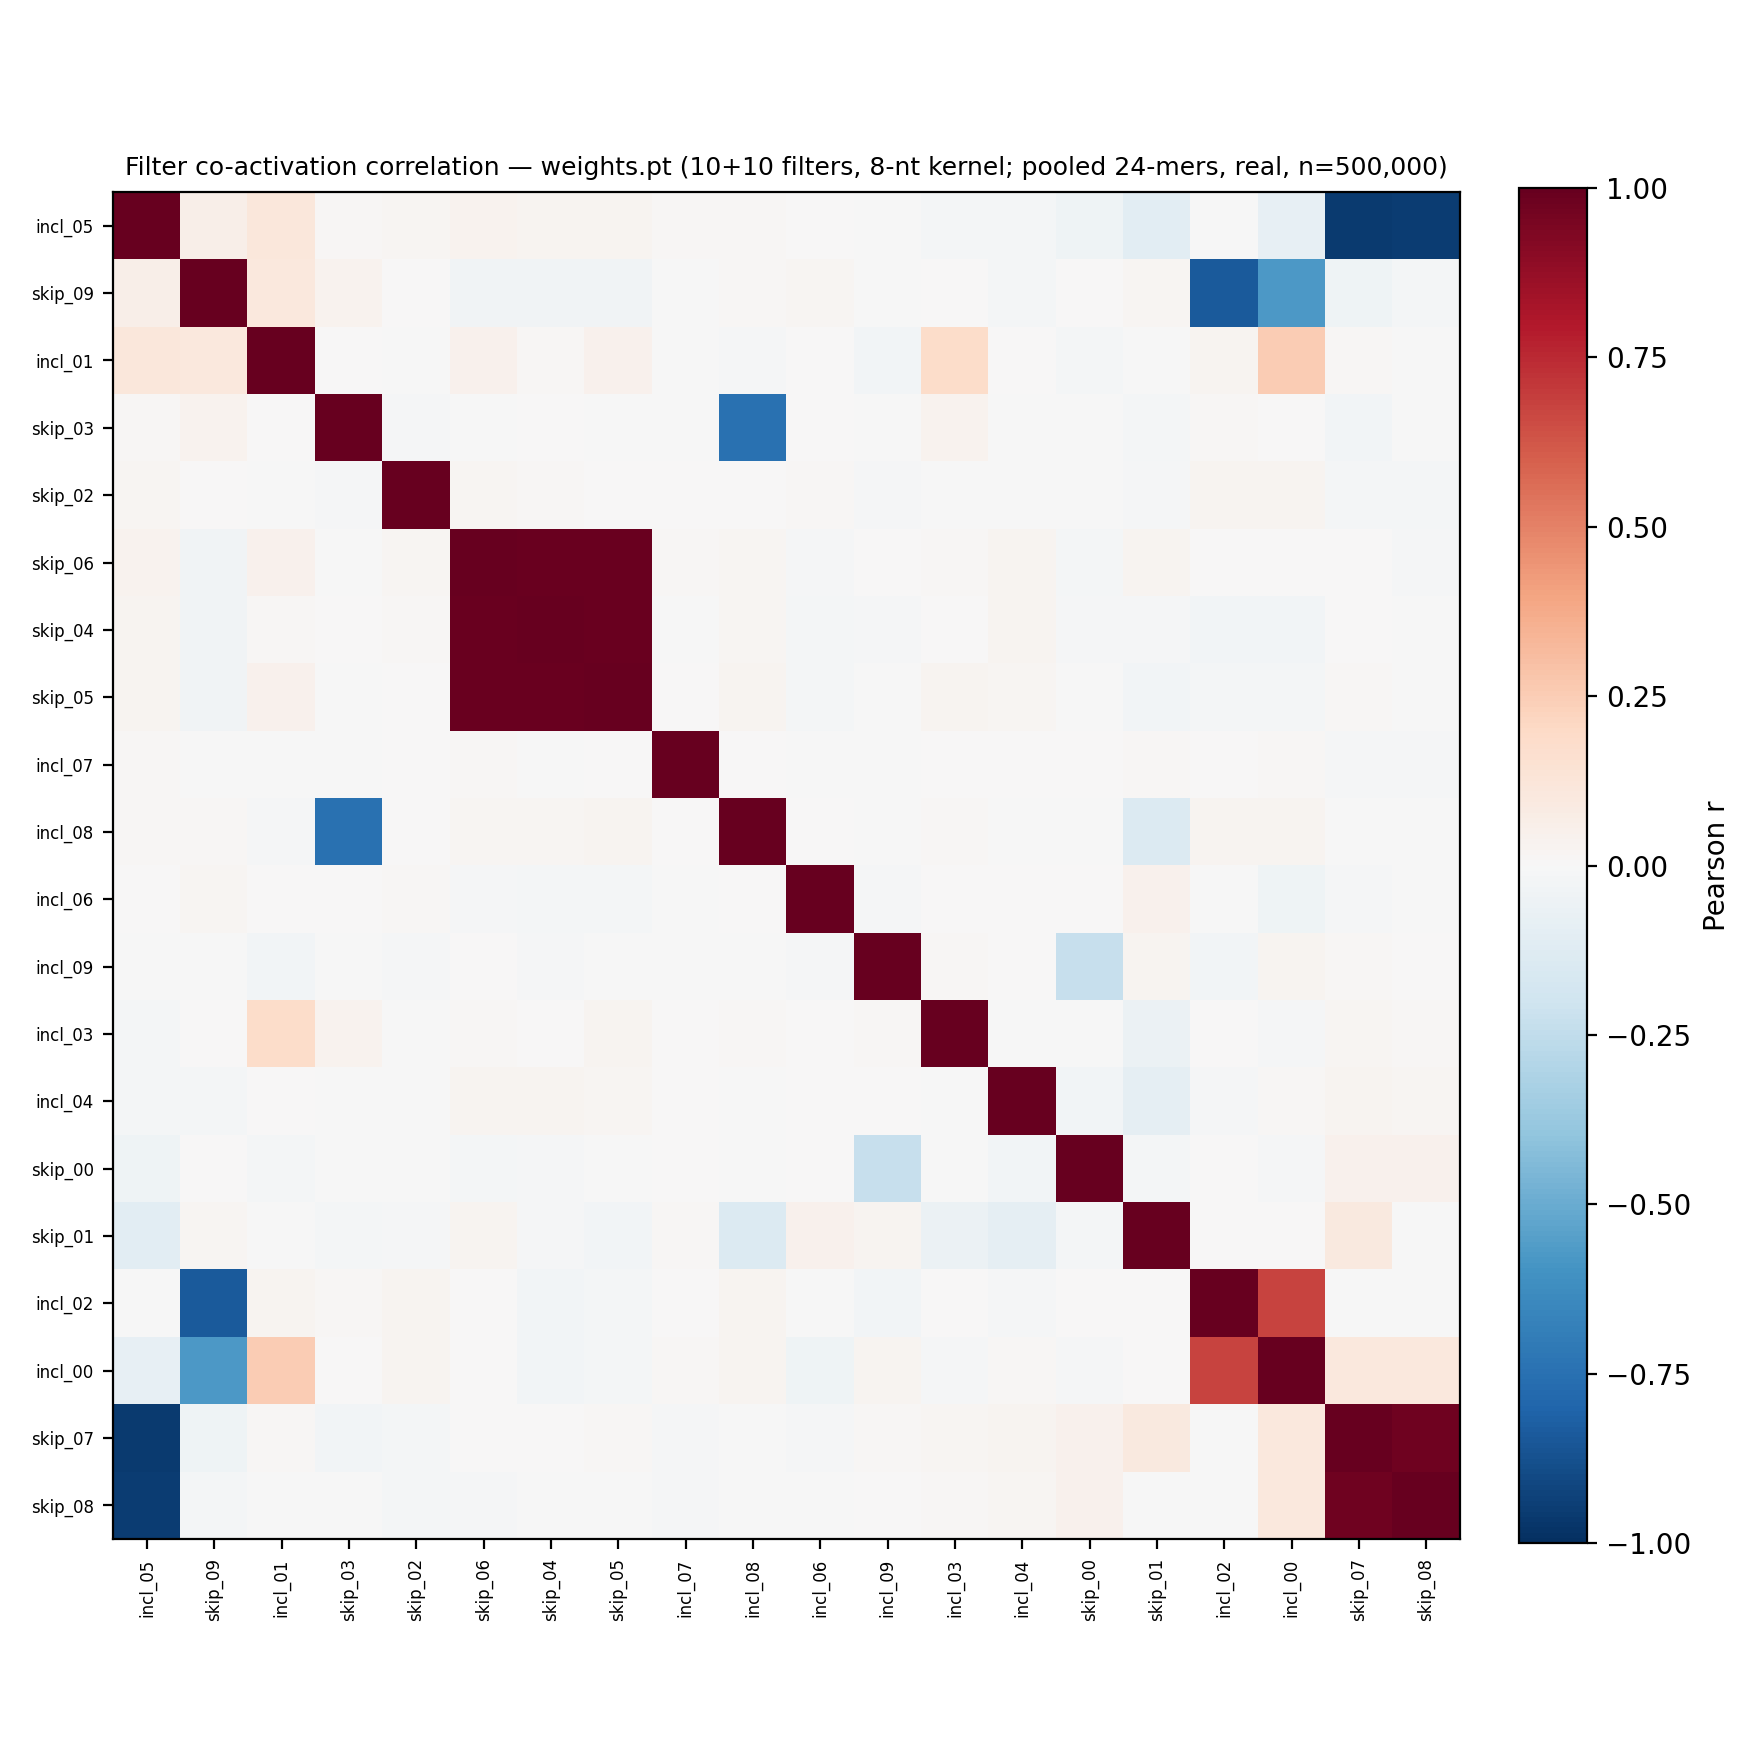 Filter co-activation correlation — weights.pt (10+10 filters, 8-nt kernel; pooled 24-mers, real, n=500,000)
incl_05
skip_09
incl_01
skip_03
skip_02
skip_06
skip_04
skip_05
incl_07
incl_08
incl_06
incl_09
incl_03
incl_04
skip_00
skip_01
incl_02
incl_00
skip_07
skip_08
incl_05
skip_09
incl_01
skip_03
skip_02
skip_06
skip_04
skip_05
incl_07
incl_08
incl_06
incl_09
incl_03
incl_04
skip_00
skip_01
incl_02
incl_00
skip_07
skip_08
1.00
0.75
0.50
0.25
0.00
−0.25
−0.50
−0.75
−1.00
Pearson r